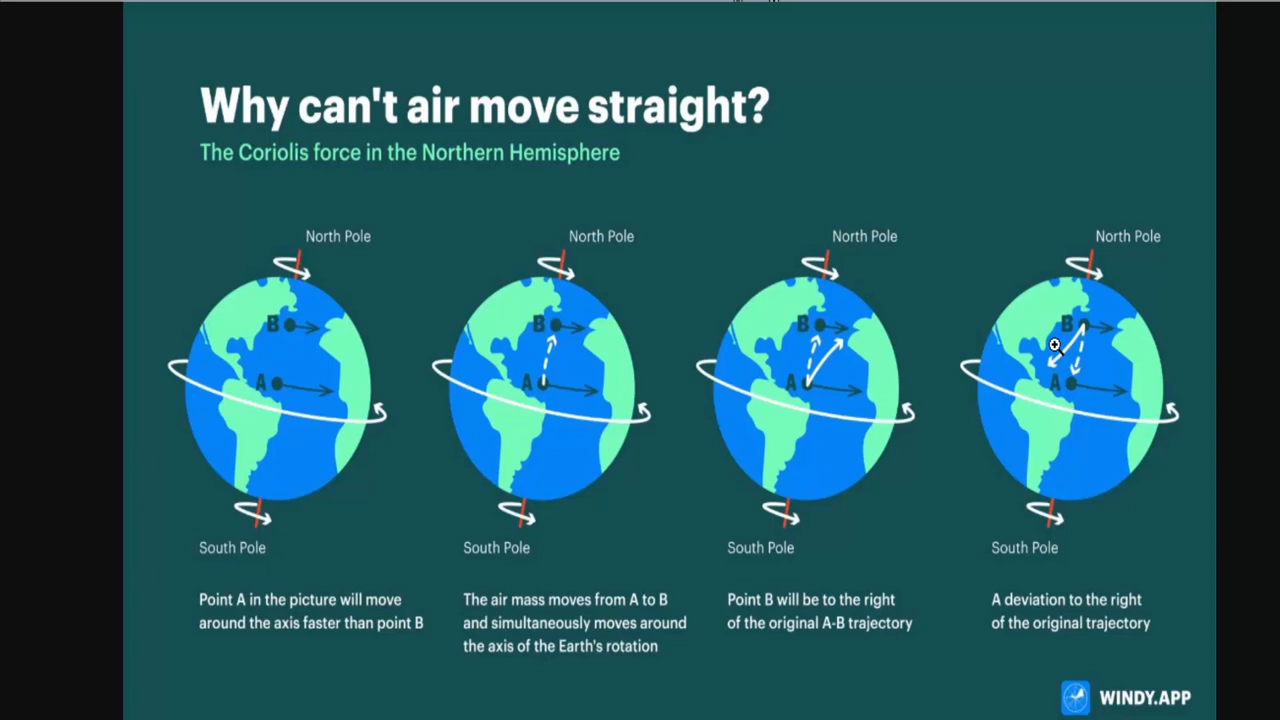 Why can't air move straight?
The Coriolis force in the Northern Hemisphere
North Pole
North Pole
North Pole
North Pole
B
B
B
B
A
A
A
A
South Pole
South Pole
South Pole
South Pole
Point A in the picture will move
around the axis faster than point B
The air mass moves from A to B
and simultaneously moves around
the axis of the Earth's rotation
Point B will be to the right
of the original A-B trajectory
A deviation to the right
of the original trajectory
WINDY.APP